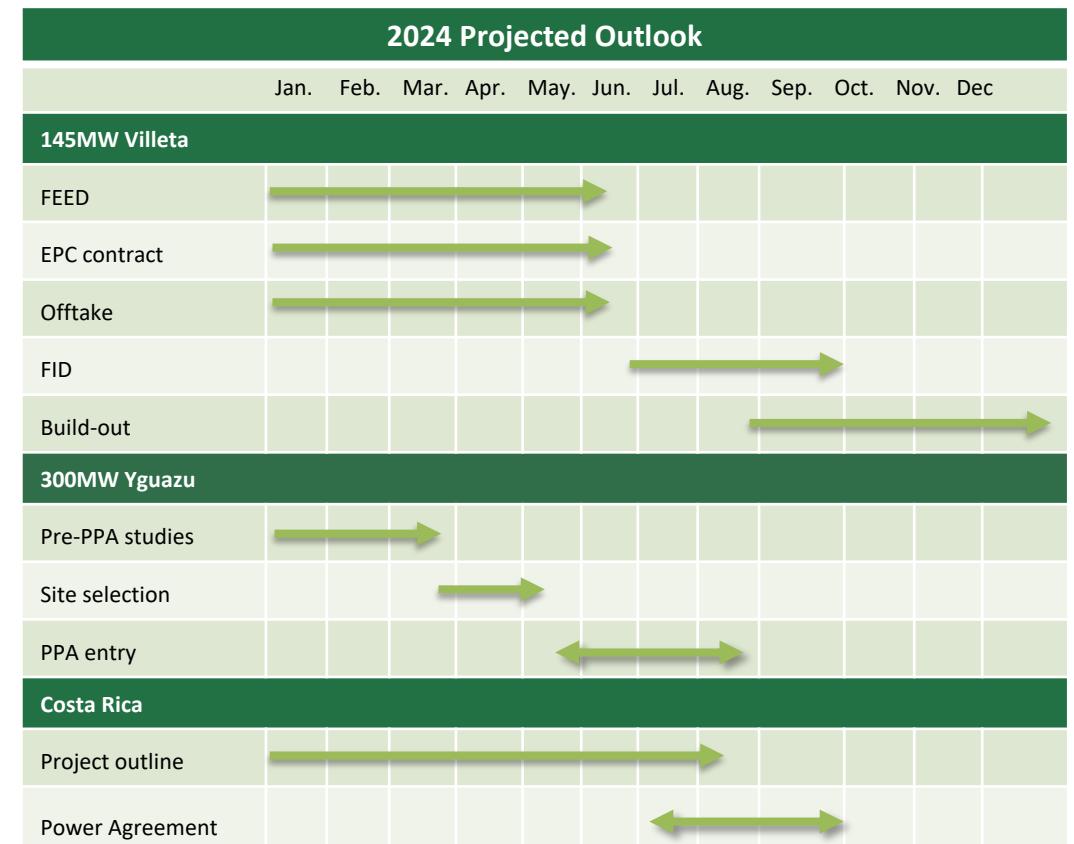 2024 Projected Outlook
Jan. Feb. Mar. Apr. May. Jun. Jul. Aug. Sep. Oct. Nov. Dec
145MW Villeta
FEED
EPC contract
Offtake
FID
Build-out
300MW Yguazu
Pre-PPA studies
Site selection
PPA entry
Costa Rica
Project outline
Power Agreement